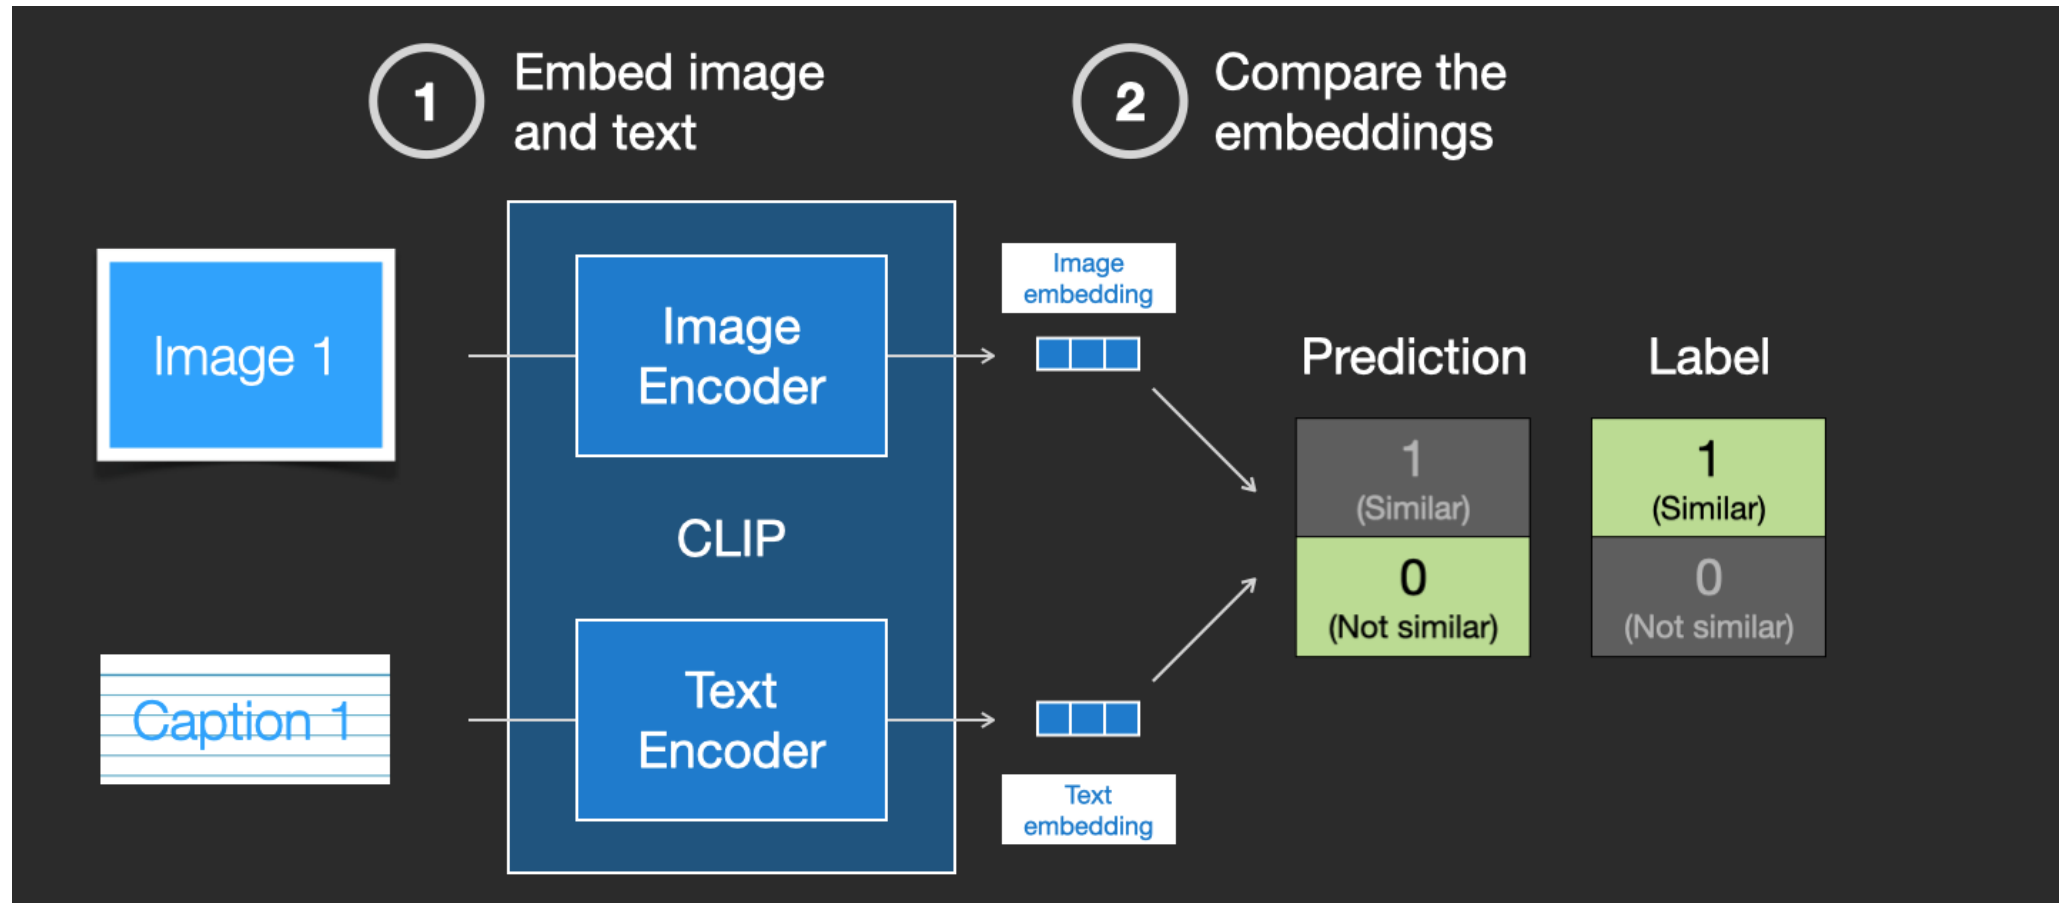 1
Embed image
and text
2
Compare the
embeddings
Image 1
Image
Encoder
CLIP
Caption 1
Text
Encoder
Image
embedding
Text
embedding
Prediction
1
(Similar)
0
(Not similar)
Label
1
(Similar)
0
(Not similar)